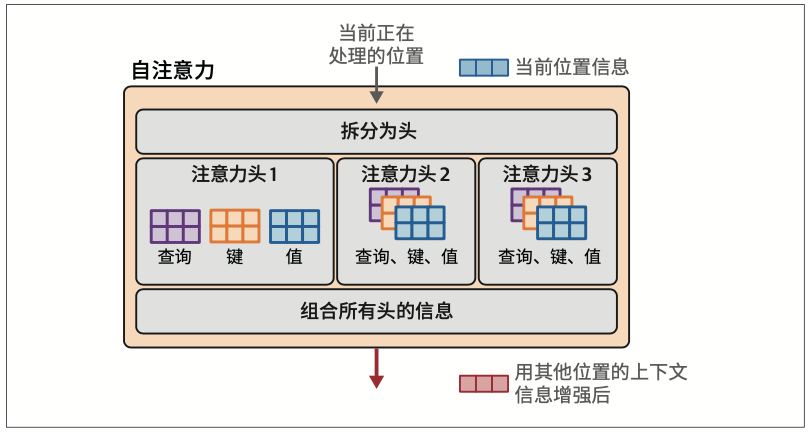 当前正在
处理的位置
当前位置信息
自注意力
拆分为头
注意力头1
注意力头2
注意力头3
查询
键
值
查询、键、值
查询、键、值
组合所有头的信息
用其他位置的上下文
信息增强后